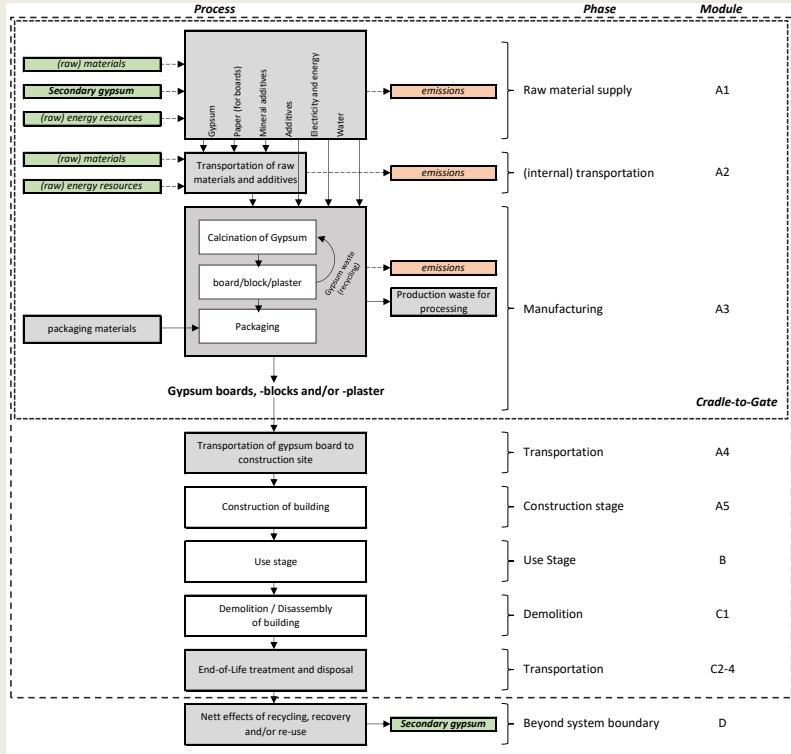 Process Phase Module
(raw) materials
Secondary gypsum
(raw) energy resources
Gypsum
Paper (for boards)
Mineral additives
Additives
Electricity and energy
Water
emissions
Raw material supply
A1
(raw) materials
(raw) energy resources
Transportation of raw
materials and additives
emissions
(internal) transportation
A2
Calcination of Gypsum
board/block/plaster
Packaging
Gypsum waste
(recycling)
emissions
Production waste for
processing
packaging materials
Manufacturing
A3
Gypsum boards, -blocks and/or -plaster
Cradle-to-Gate
Transportation of gypsum board to
construction site
Transportation
A4
Construction of building
Construction stage
A5
Use stage
Use Stage
B
Demolition / Disassembly
of building
Demolition
C1
End-of-Life treatment and disposal
Transportation
C2-4
Nett effects of recycling, recovery
and/or re-use
Secondary gypsum
Beyond system boundary
D